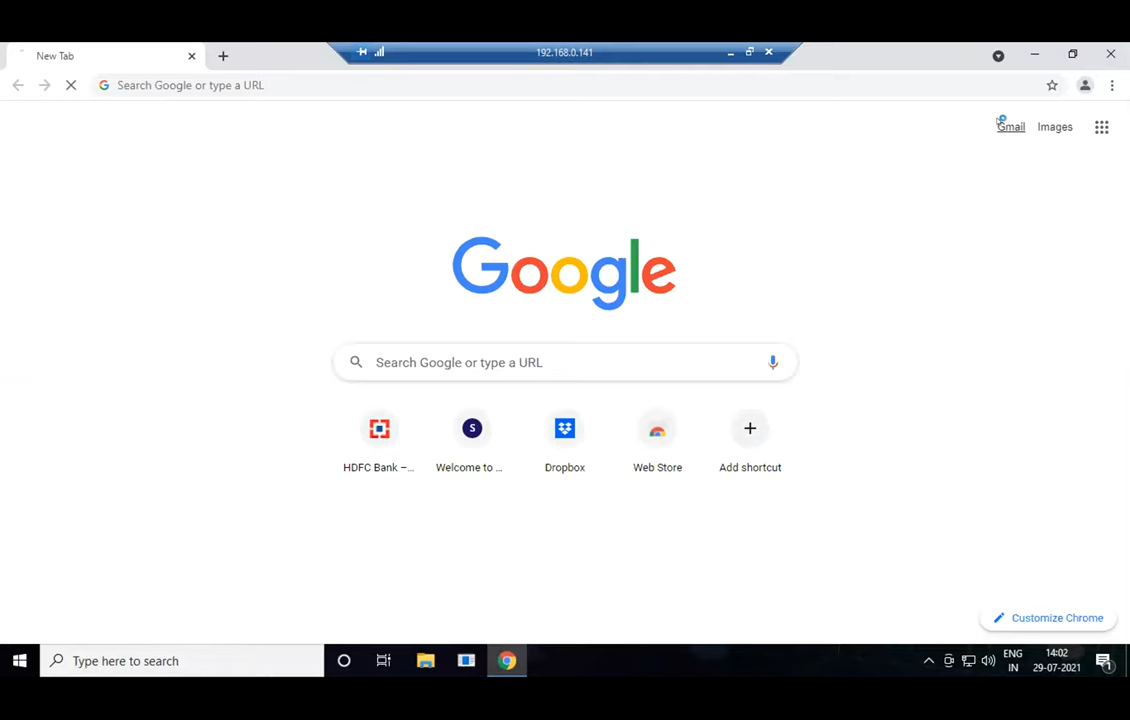 New Tab
192.168.0.141
Search Google or type a URL
Gmail Images
Google
Search Google or type a URL
HDFC Bank –... Welcome to ... Dropbox Web Store Add shortcut
S
Customize Chrome
Type here to search
ENG 14:02
IN 29-07-2021
1